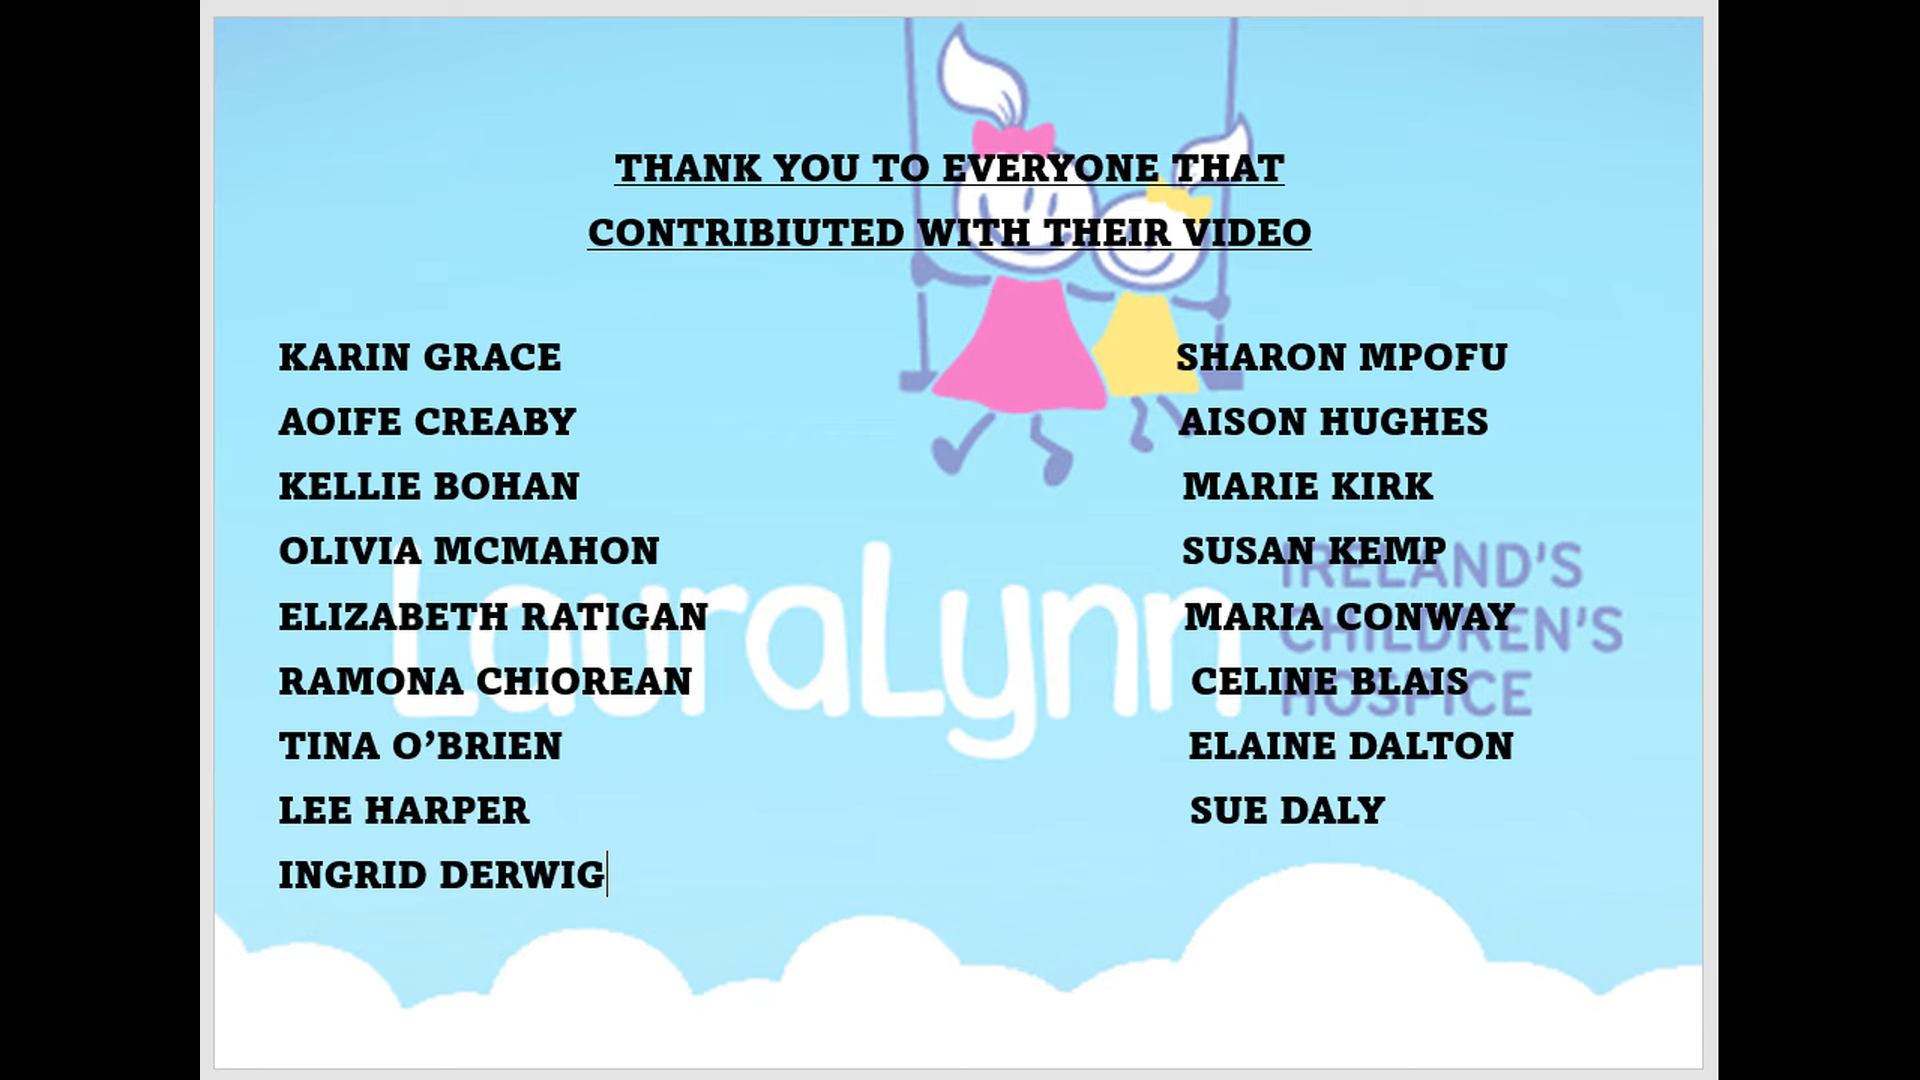 THANK YOU TO EVERYONE THAT
CONTRIBIUTED WITH THEIR VIDEO
KARIN GRACE
AOIFE CREABY
KELLIE BOHAN
OLIVIA MCMAHON
ELIZABETH RATIGAN
RAMONA CHIOREAN
TINA O’BRIEN
LEE HARPER
INGRID DERWIG
SHARON MPOFU
AISON HUGHES
MARIE KIRK
SUSAN KEMP
MARIA CONWAY
CELINE BLAIS
ELAINE DALTON
SUE DALY
LauraLynn
IRELAND'S
CHILDREN'S
HOSPICE